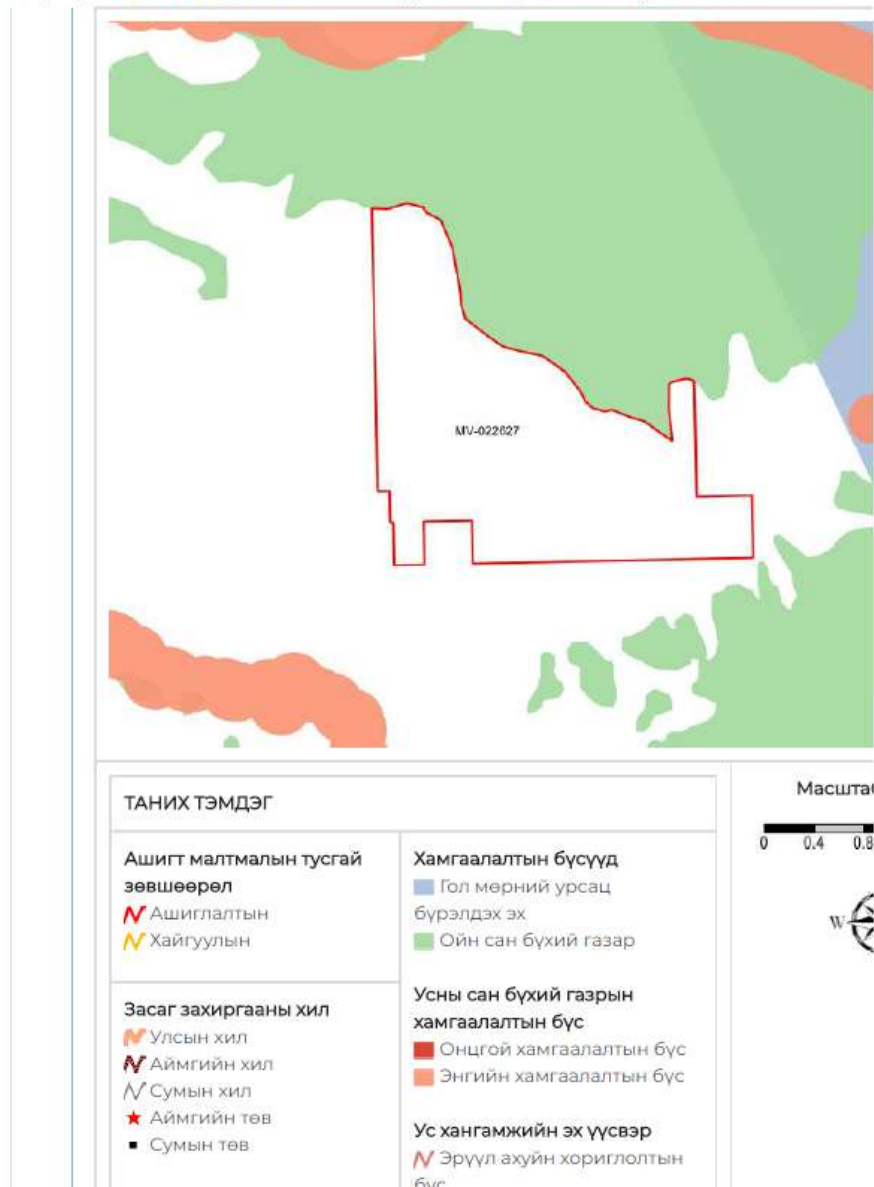 MV-022627
ТАНИХ ТЭМДЭГ
Ашигт малтмалын тусгай
зөвшөөрөл
Ашиглалтын
Хайгуулын
Засаг захиргааны хил
Улсын хил
Аймгийн хил
Сумын хил
Аймгийн төв
Сумын төв
Хамгаалалтын бүсүүд
Гол мөрний урсац
бүрэлдэх эх
Ойн сан бүхий газар
Усны сан бүхий газрын
хамгаалалтын бүс
Онцгой хамгаалалтын бүс
Энгийн хамгаалалтын бүс
Ус хангамжийн эх үүсвэр
Эрүүл ахуйн хориглолтын
бүс
Масштаб
0 0.4 0.8
W